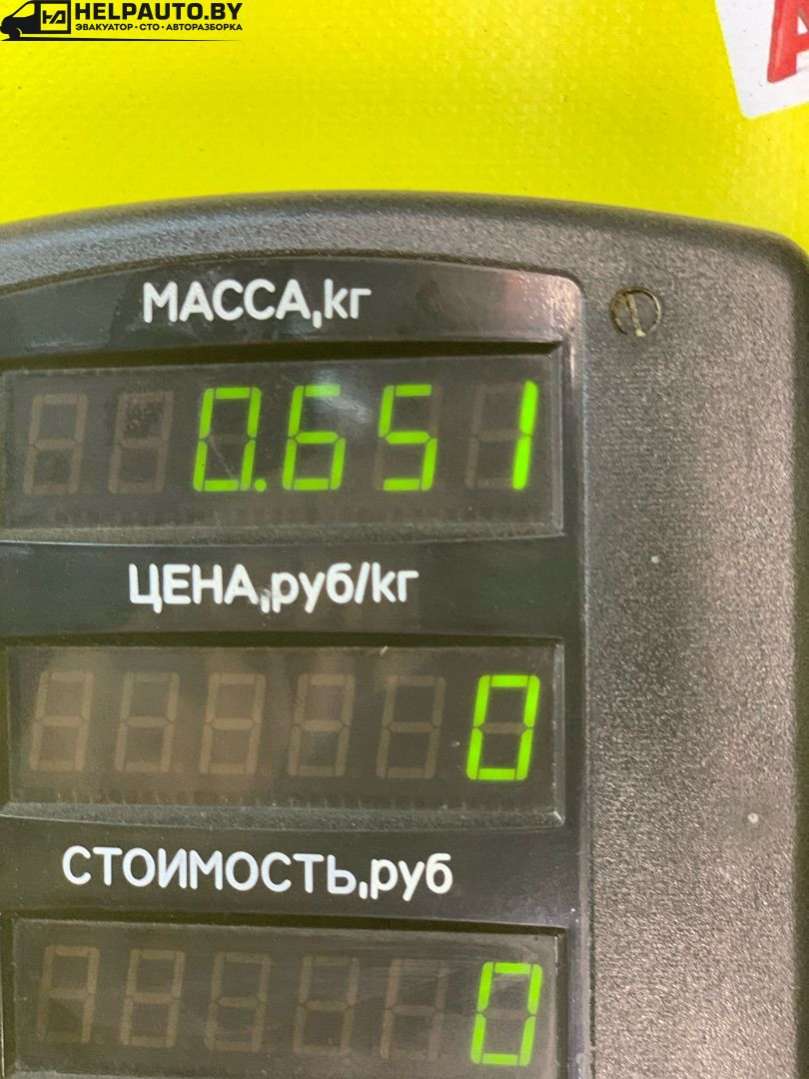 HELPAUTO.BY
ЭВАКУАТОР•СТО•АВТОРАЗБОРКА
МАССА,кг
0.651
ЦЕНА,руб/кг
0
СТОИМОСТЬ,руб
0